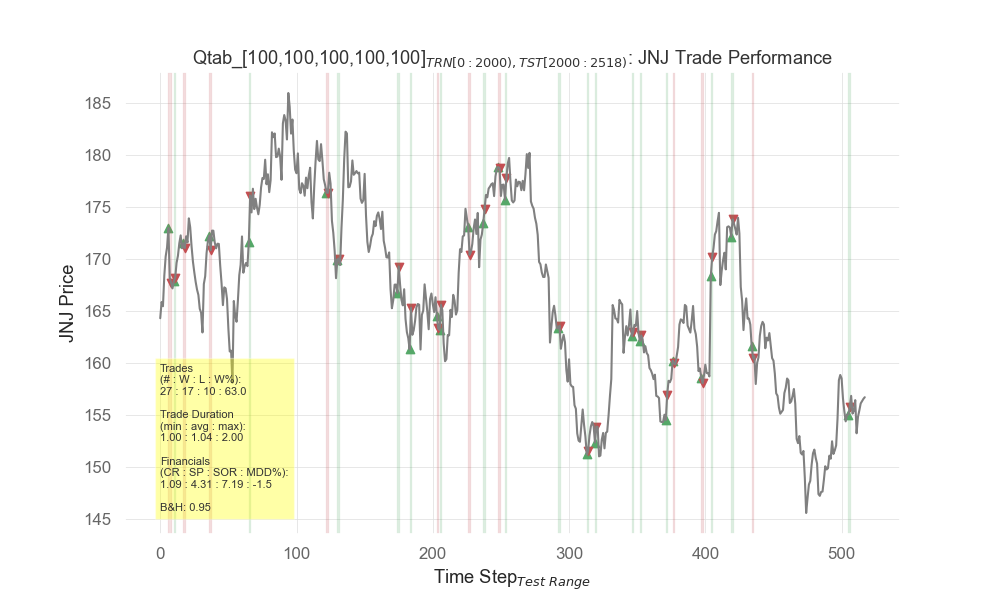 Qtab_[100,100,100,100,100]TRN[0:2000),TST[2000:2518): JNJ Trade Performance
185
180
175
170
165
160
155
150
145
JNJ Price
Trades
(# : W : L : W%):
27 : 17 : 10 : 63.0
Trade Duration
(min : avg : max):
1.00 : 1.04 : 2.00
Financials
(CR : SP : SOR : MDD%):
1.09 : 4.31 : 7.19 : -1.5
B&H: 0.95
0 100 200 300 400 500
Time StepTest Range